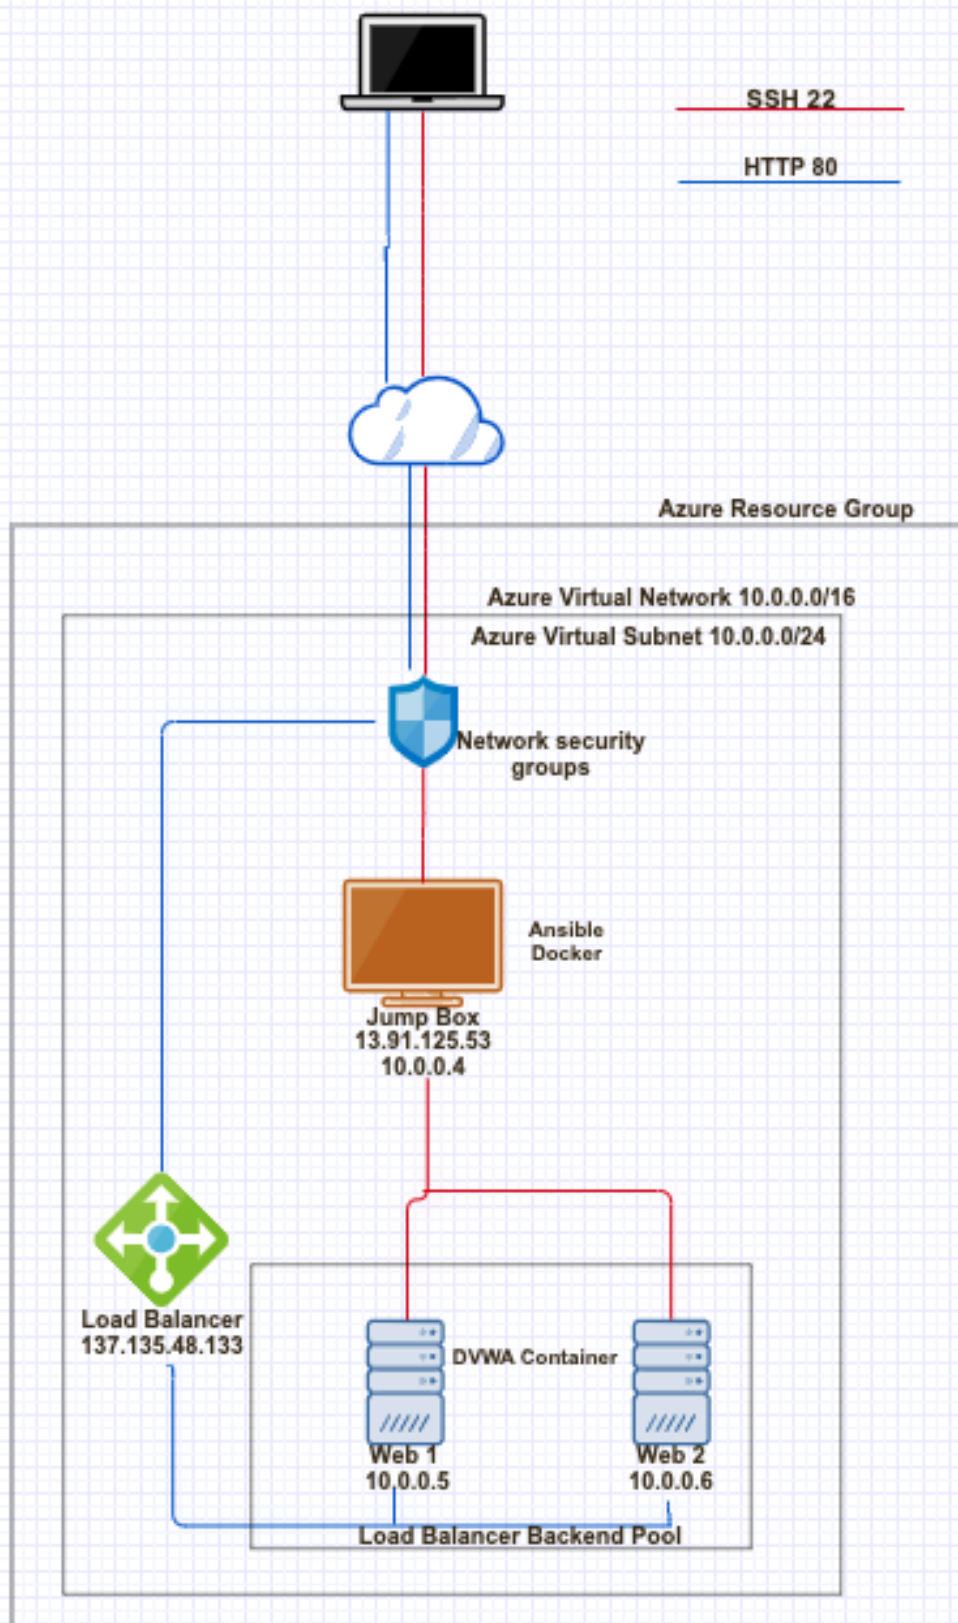 SSH 22
HTTP 80
Azure Resource Group
Azure Virtual Network 10.0.0.0/16
Azure Virtual Subnet 10.0.0.0/24
Network security
groups
Ansible
Docker
Jump Box
13.91.125.53
10.0.0.4
Load Balancer
137.135.48.133
DVWA Container
Web 1
10.0.0.5
Web 2
10.0.0.6
Load Balancer Backend Pool